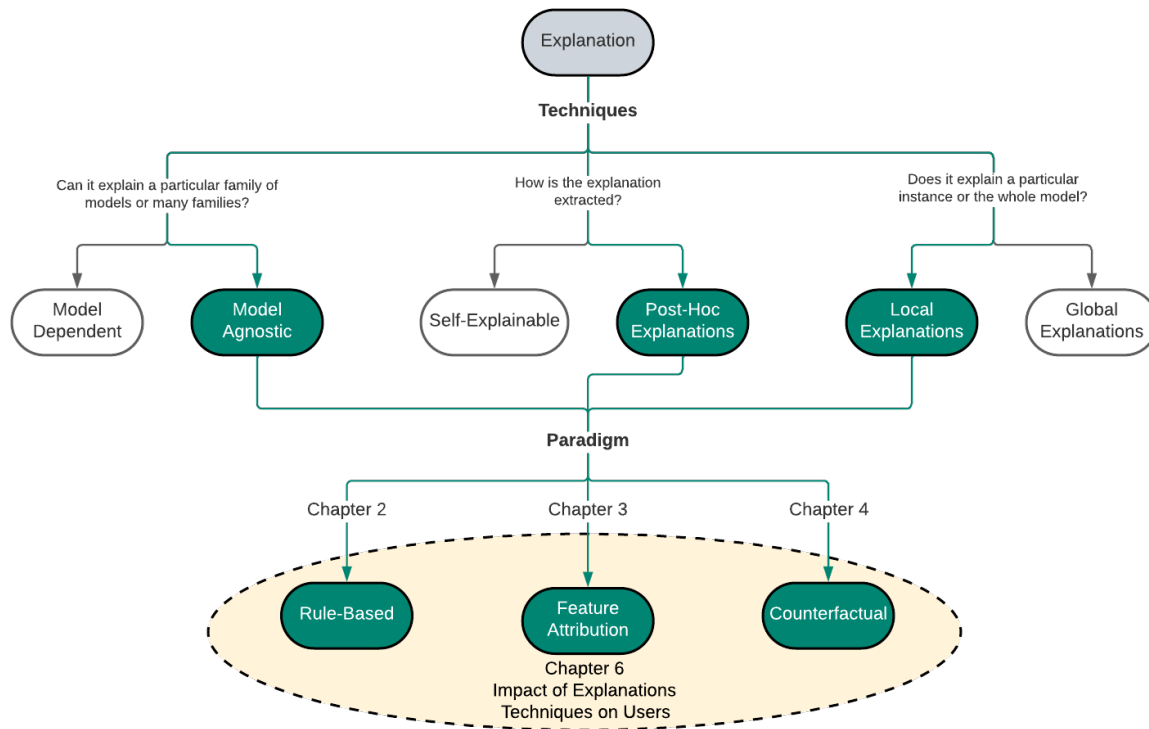 Explanation
Techniques
Can it explain a particular family of
models or many families?
How is the explanation
extracted?
Does it explain a particular
instance or the whole model?
Model
Dependent
Model
Agnostic
Self-Explainable
Post-Hoc
Explanations
Local
Explanations
Global
Explanations
Paradigm
Chapter 2
Chapter 3
Chapter 4
Rule-Based
Feature
Attribution
Counterfactual
Chapter 6
Impact of Explanations
Techniques on Users